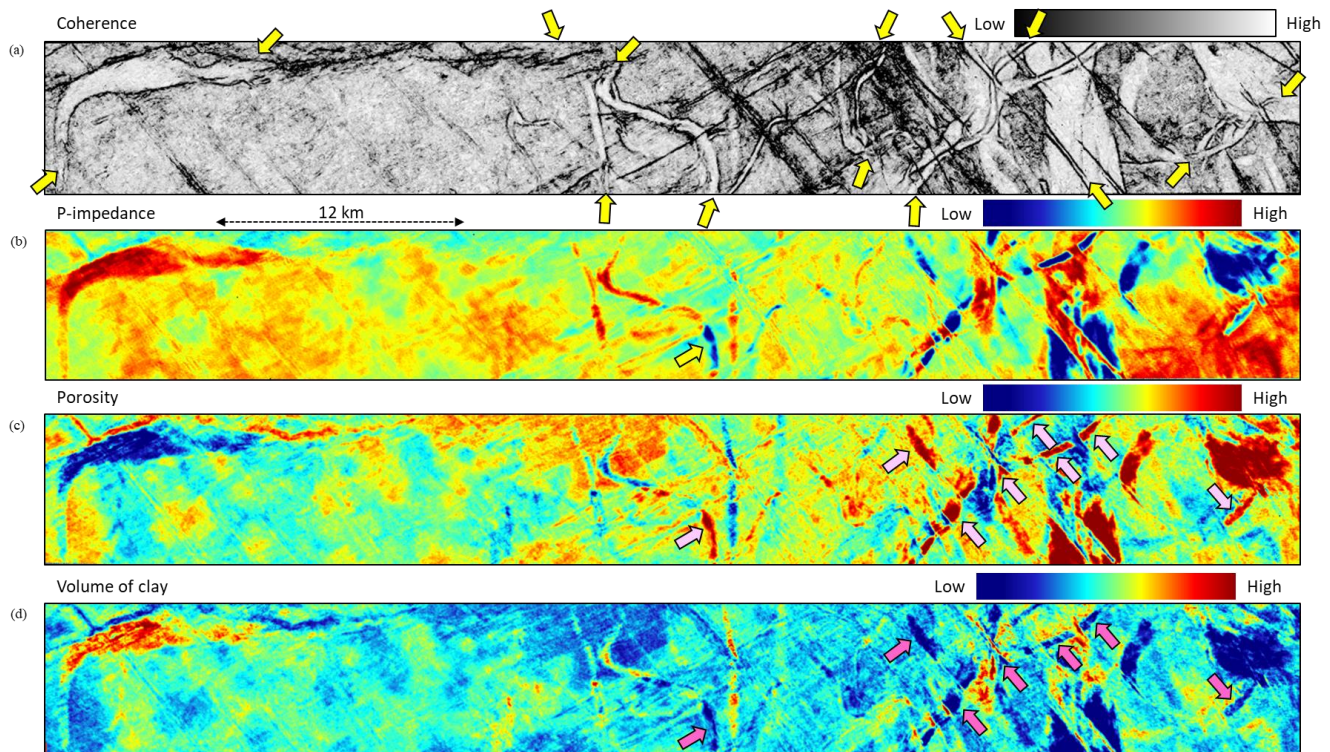 Coherence
Low High
(a)
P-impedance
12 km
Low High
(b)
Porosity
Low High
(c)
Volume of clay
Low High
(d)